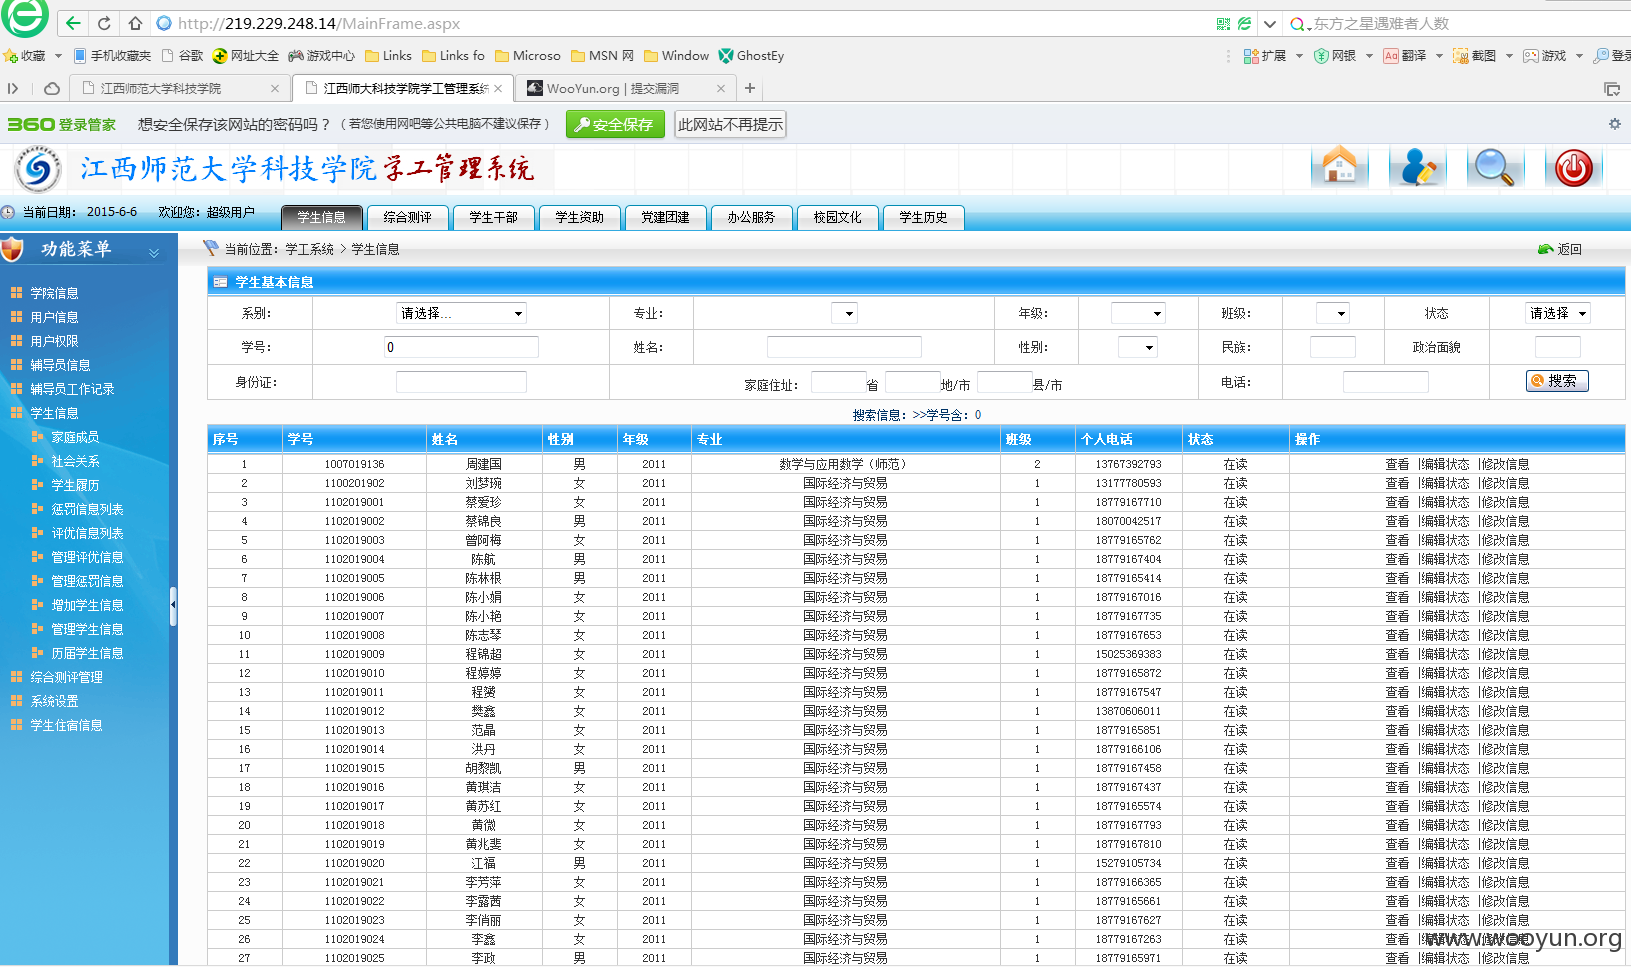 http://219.229.248.14/MainFrame.aspx 东方之星遇难者人数
收藏 手机收藏夹 谷歌 网址大全 游戏中心 Links Links fo Microso MSN 网 Window GhostEy 扩展 网银 翻译 截图 游戏 登录
江西师范大学科技学院 江西师大科技学院学工管理系统 WooYun.org | 提交漏洞
360登录管家 想安全保存该网站的密码吗？（若您使用网吧等公共电脑不建议保存） 安全保存 此网站不再提示
江西师范大学科技学院 学工管理系统
当前日期： 2015-6-6 欢迎您：超级用户 学生信息 综合测评 学生干部 学生资助 党建团建 办公服务 校园文化 学生历史
功能菜单
学院信息
用户信息
用户权限
辅导员信息
辅导员工作记录
学生信息
家庭成员
社会关系
学生履历
惩罚信息列表
评优信息列表
管理评优信息
管理惩罚信息
增加学生信息
管理学生信息
历届学生信息
综合测评管理
系统设置
学生住宿信息
当前位置：学工系统 > 学生信息 返回
学生基本信息
系别： 请选择... 专业： 年级： 班级： 状态 请选择
学号： 0 姓名： 性别： 民族： 政治面貌
身份证： 家庭住址： 省 地/市 县/市 电话： 搜索
搜索信息：>>学号含：0
序号 学号 姓名 性别 年级 专业 班级 个人电话 状态 操作
1 1007019136 周建国 男 2011 数学与应用数学（师范） 2 13767392793 在读 查看 |编辑状态 |修改信息
2 1100201902 刘梦琬 女 2011 国际经济与贸易 1 13177780593 在读 查看 |编辑状态 |修改信息
3 1102019001 蔡爱珍 女 2011 国际经济与贸易 1 18779167710 在读 查看 |编辑状态 |修改信息
4 1102019002 蔡锦良 男 2011 国际经济与贸易 1 18070042517 在读 查看 |编辑状态 |修改信息
5 1102019003 曾阿梅 女 2011 国际经济与贸易 1 18779165762 在读 查看 |编辑状态 |修改信息
6 1102019004 陈航 男 2011 国际经济与贸易 1 18779167404 在读 查看 |编辑状态 |修改信息
7 1102019005 陈林根 男 2011 国际经济与贸易 1 18779165414 在读 查看 |编辑状态 |修改信息
8 1102019006 陈小娟 女 2011 国际经济与贸易 1 18779167016 在读 查看 |编辑状态 |修改信息
9 1102019007 陈小艳 女 2011 国际经济与贸易 1 18779167735 在读 查看 |编辑状态 |修改信息
10 1102019008 陈志琴 女 2011 国际经济与贸易 1 18779167653 在读 查看 |编辑状态 |修改信息
11 1102019009 程锦超 女 2011 国际经济与贸易 1 15025369383 在读 查看 |编辑状态 |修改信息
12 1102019010 程婷婷 女 2011 国际经济与贸易 1 18779165872 在读 查看 |编辑状态 |修改信息
13 1102019011 程赟 女 2011 国际经济与贸易 1 18779167547 在读 查看 |编辑状态 |修改信息
14 1102019012 樊鑫 女 2011 国际经济与贸易 1 13870606011 在读 查看 |编辑状态 |修改信息
15 1102019013 范晶 女 2011 国际经济与贸易 1 18779165851 在读 查看 |编辑状态 |修改信息
16 1102019014 洪丹 女 2011 国际经济与贸易 1 18779166106 在读 查看 |编辑状态 |修改信息
17 1102019015 胡黎凯 男 2011 国际经济与贸易 1 18779167458 在读 查看 |编辑状态 |修改信息
18 1102019016 黄琪洁 女 2011 国际经济与贸易 1 18779167437 在读 查看 |编辑状态 |修改信息
19 1102019017 黄苏红 女 2011 国际经济与贸易 1 18779165574 在读 查看 |编辑状态 |修改信息
20 1102019018 黄微 女 2011 国际经济与贸易 1 18779167793 在读 查看 |编辑状态 |修改信息
21 1102019019 黄兆斐 女 2011 国际经济与贸易 1 18779167810 在读 查看 |编辑状态 |修改信息
22 1102019020 江福 男 2011 国际经济与贸易 1 15279105734 在读 查看 |编辑状态 |修改信息
23 1102019021 李芳萍 女 2011 国际经济与贸易 1 18779166365 在读 查看 |编辑状态 |修改信息
24 1102019022 李露茜 女 2011 国际经济与贸易 1 18779165661 在读 查看 |编辑状态 |修改信息
25 1102019023 李俏丽 女 2011 国际经济与贸易 1 18779167627 在读 查看 |编辑状态 |修改信息
26 1102019024 李鑫 女 2011 国际经济与贸易 1 18779167263 在读 查看 |编辑状态 |修改信息
27 1102019025 李政 男 2011 国际经济与贸易 1 18779165971 在读 查看 |编辑状态 |修改信息
www.wooyun.org